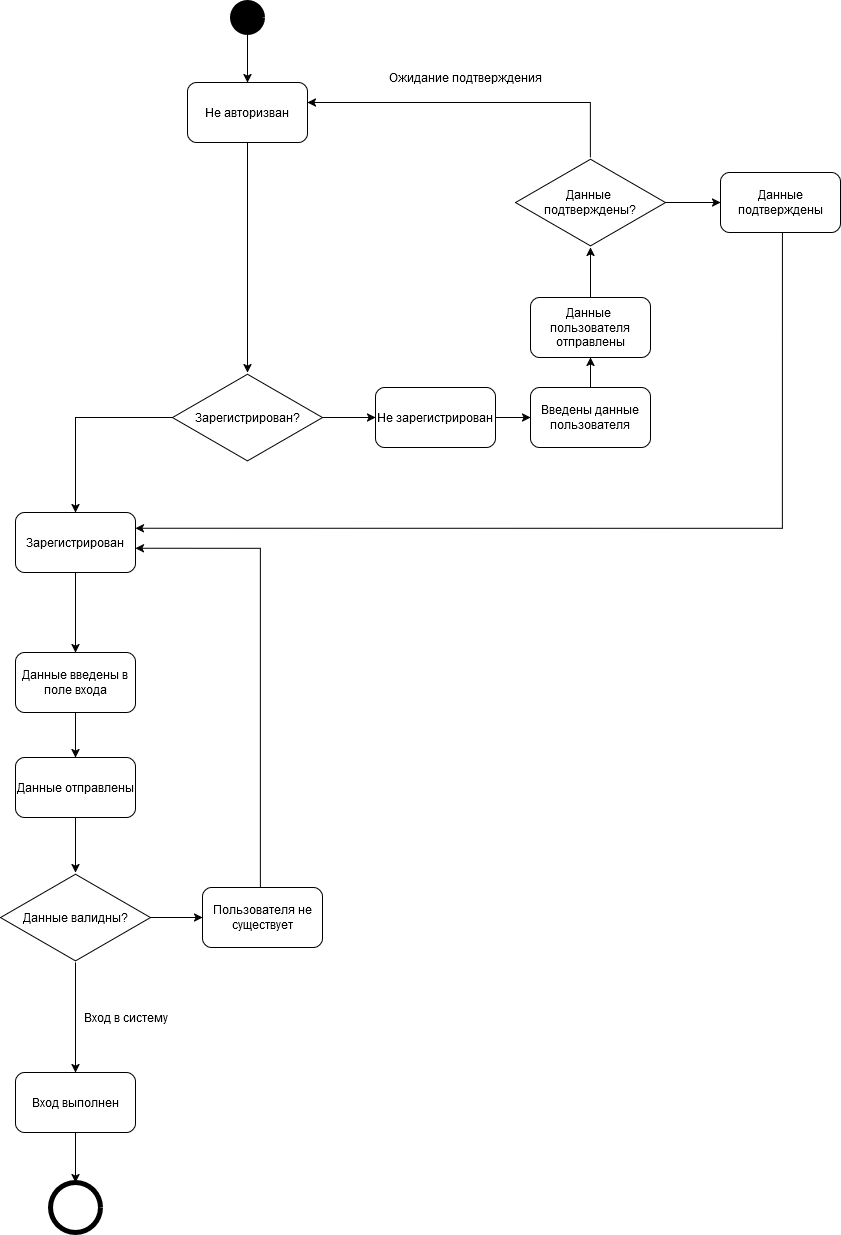 Ожидание подтверждения
Не авторизван
Данные
подтверждены?
Данные
подтверждены
Данные
пользователя
отправлены
Зарегистрирован?
Не зарегистрирован
Введены данные
пользователя
Зарегистрирован
Данные введены в
поле входа
Данные отправлены
Данные валидны?
Пользователя не
существует
Вход в систему
Вход выполнен